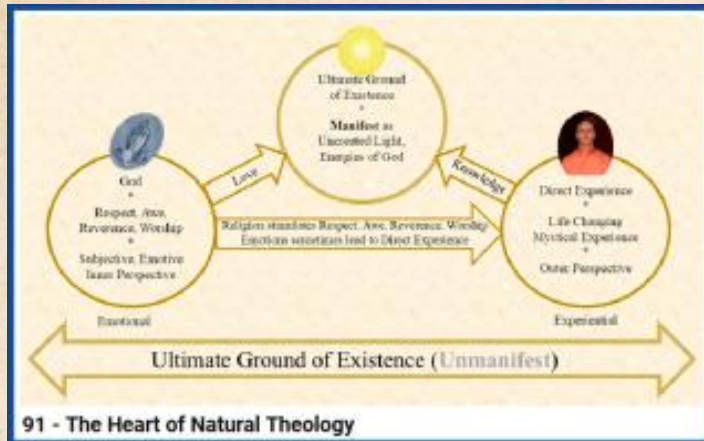 Ultimate Ground
of Existence
*
Manifest as
Uncreated Light,
Energies of God
God
*
Respect, Awe,
Reverence, Worship
*
Subjective, Emotive
Inner Perspective
Love
Knowledge
Direct Experience
*
Life Changing
Mystical Experience
*
Outer Perspective
Religion stimulates Respect, Awe, Reverence, Worship
Emotions sometimes lead to Direct Experience
Emotional
Experiential
Ultimate Ground of Existence (Unmanifest)
91 - The Heart of Natural Theology